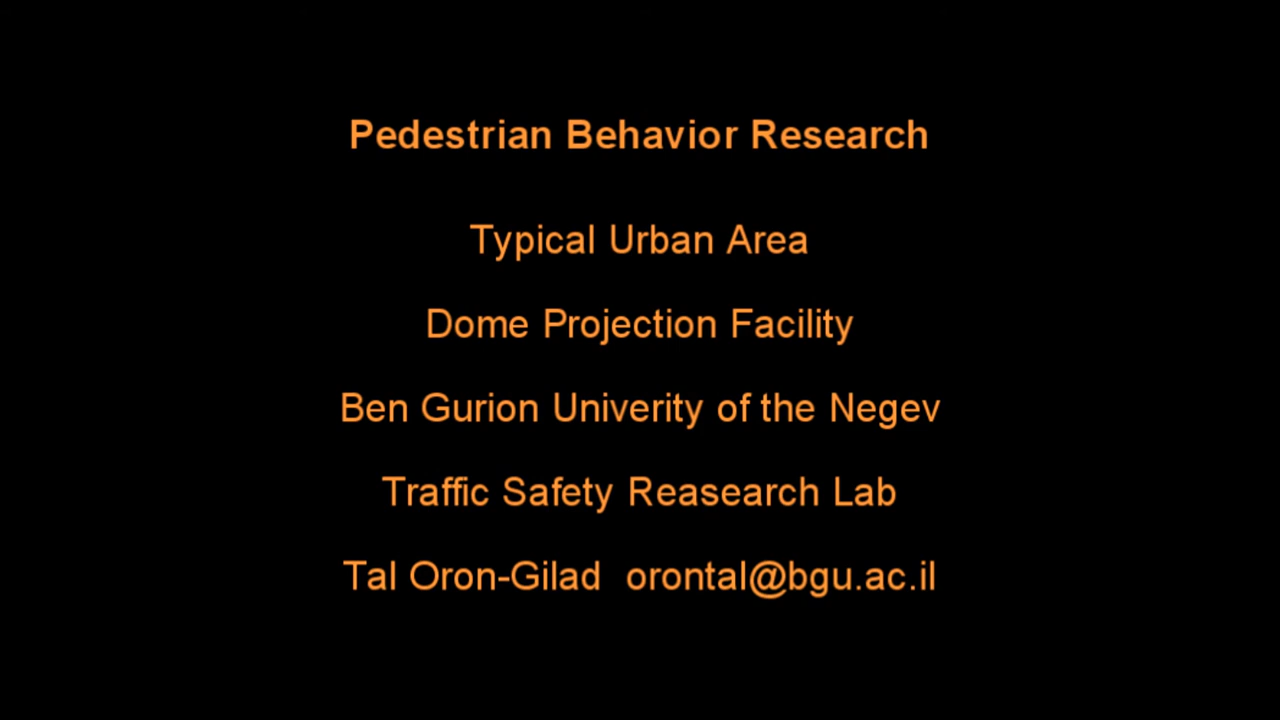 Pedestrian Behavior Research
Typical Urban Area
Dome Projection Facility
Ben Gurion Univerity of the Negev
Traffic Safety Reasearch Lab
Tal Oron-Gilad orontal@bgu.ac.il